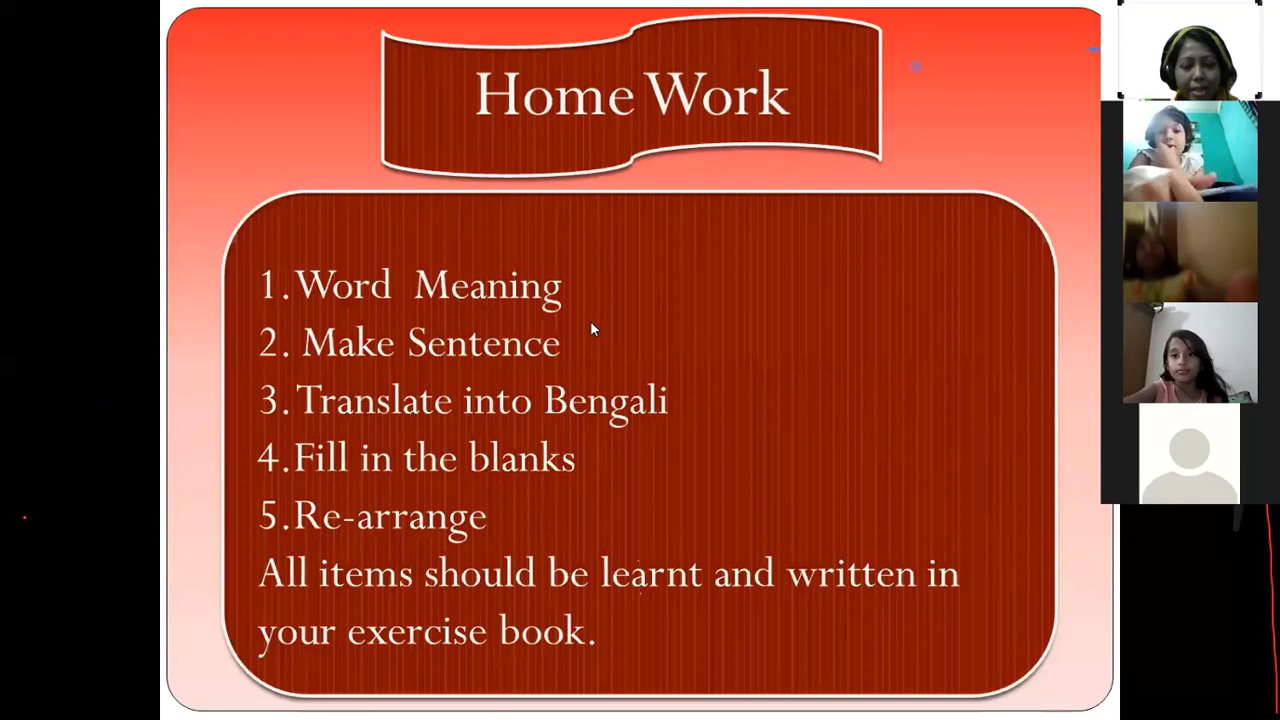 Home Work
1. Word Meaning
2. Make Sentence
3. Translate into Bengali
4. Fill in the blanks
5. Re-arrange
All items should be learnt and written in
your exercise book.